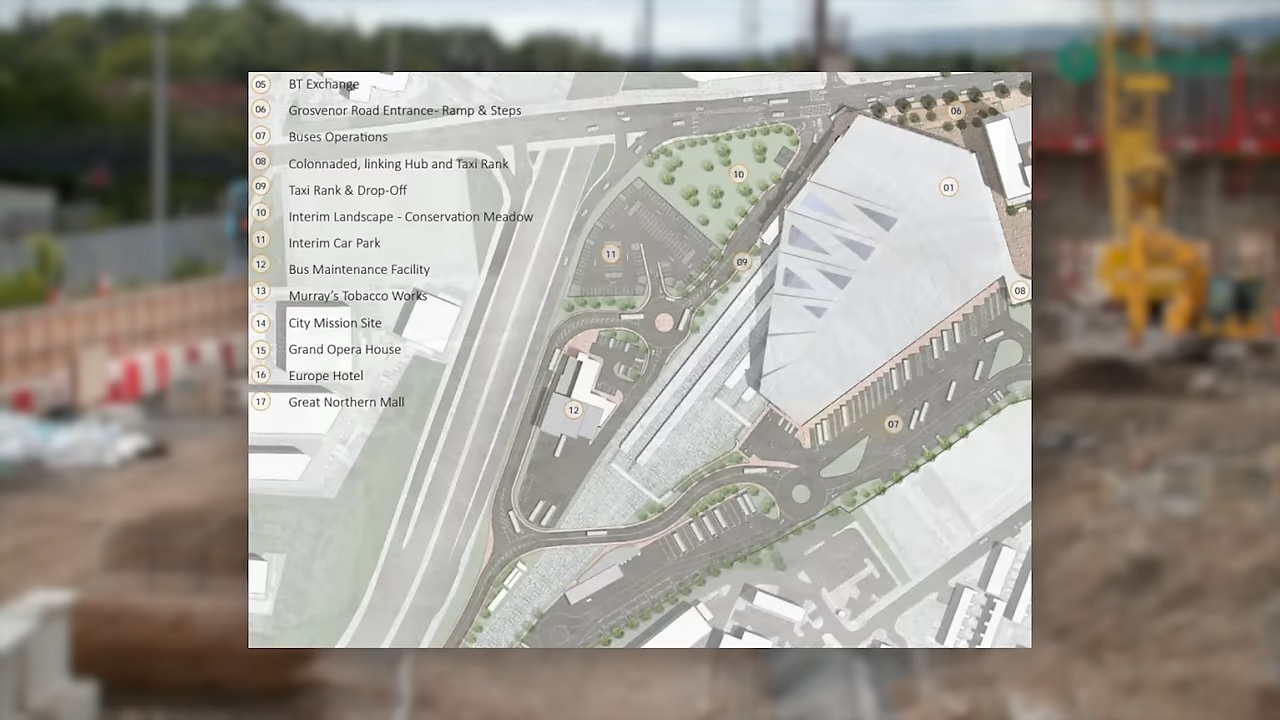 05 BT Exchange
06 Grosvenor Road Entrance- Ramp & Steps
07 Buses Operations
08 Colonnaded, linking Hub and Taxi Rank
09 Taxi Rank & Drop-Off
10 Interim Landscape - Conservation Meadow
11 Interim Car Park
12 Bus Maintenance Facility
13 Murray's Tobacco Works
14 City Mission Site
15 Grand Opera House
16 Europe Hotel
17 Great Northern Mall
06
10
01
11
09
08
12
07